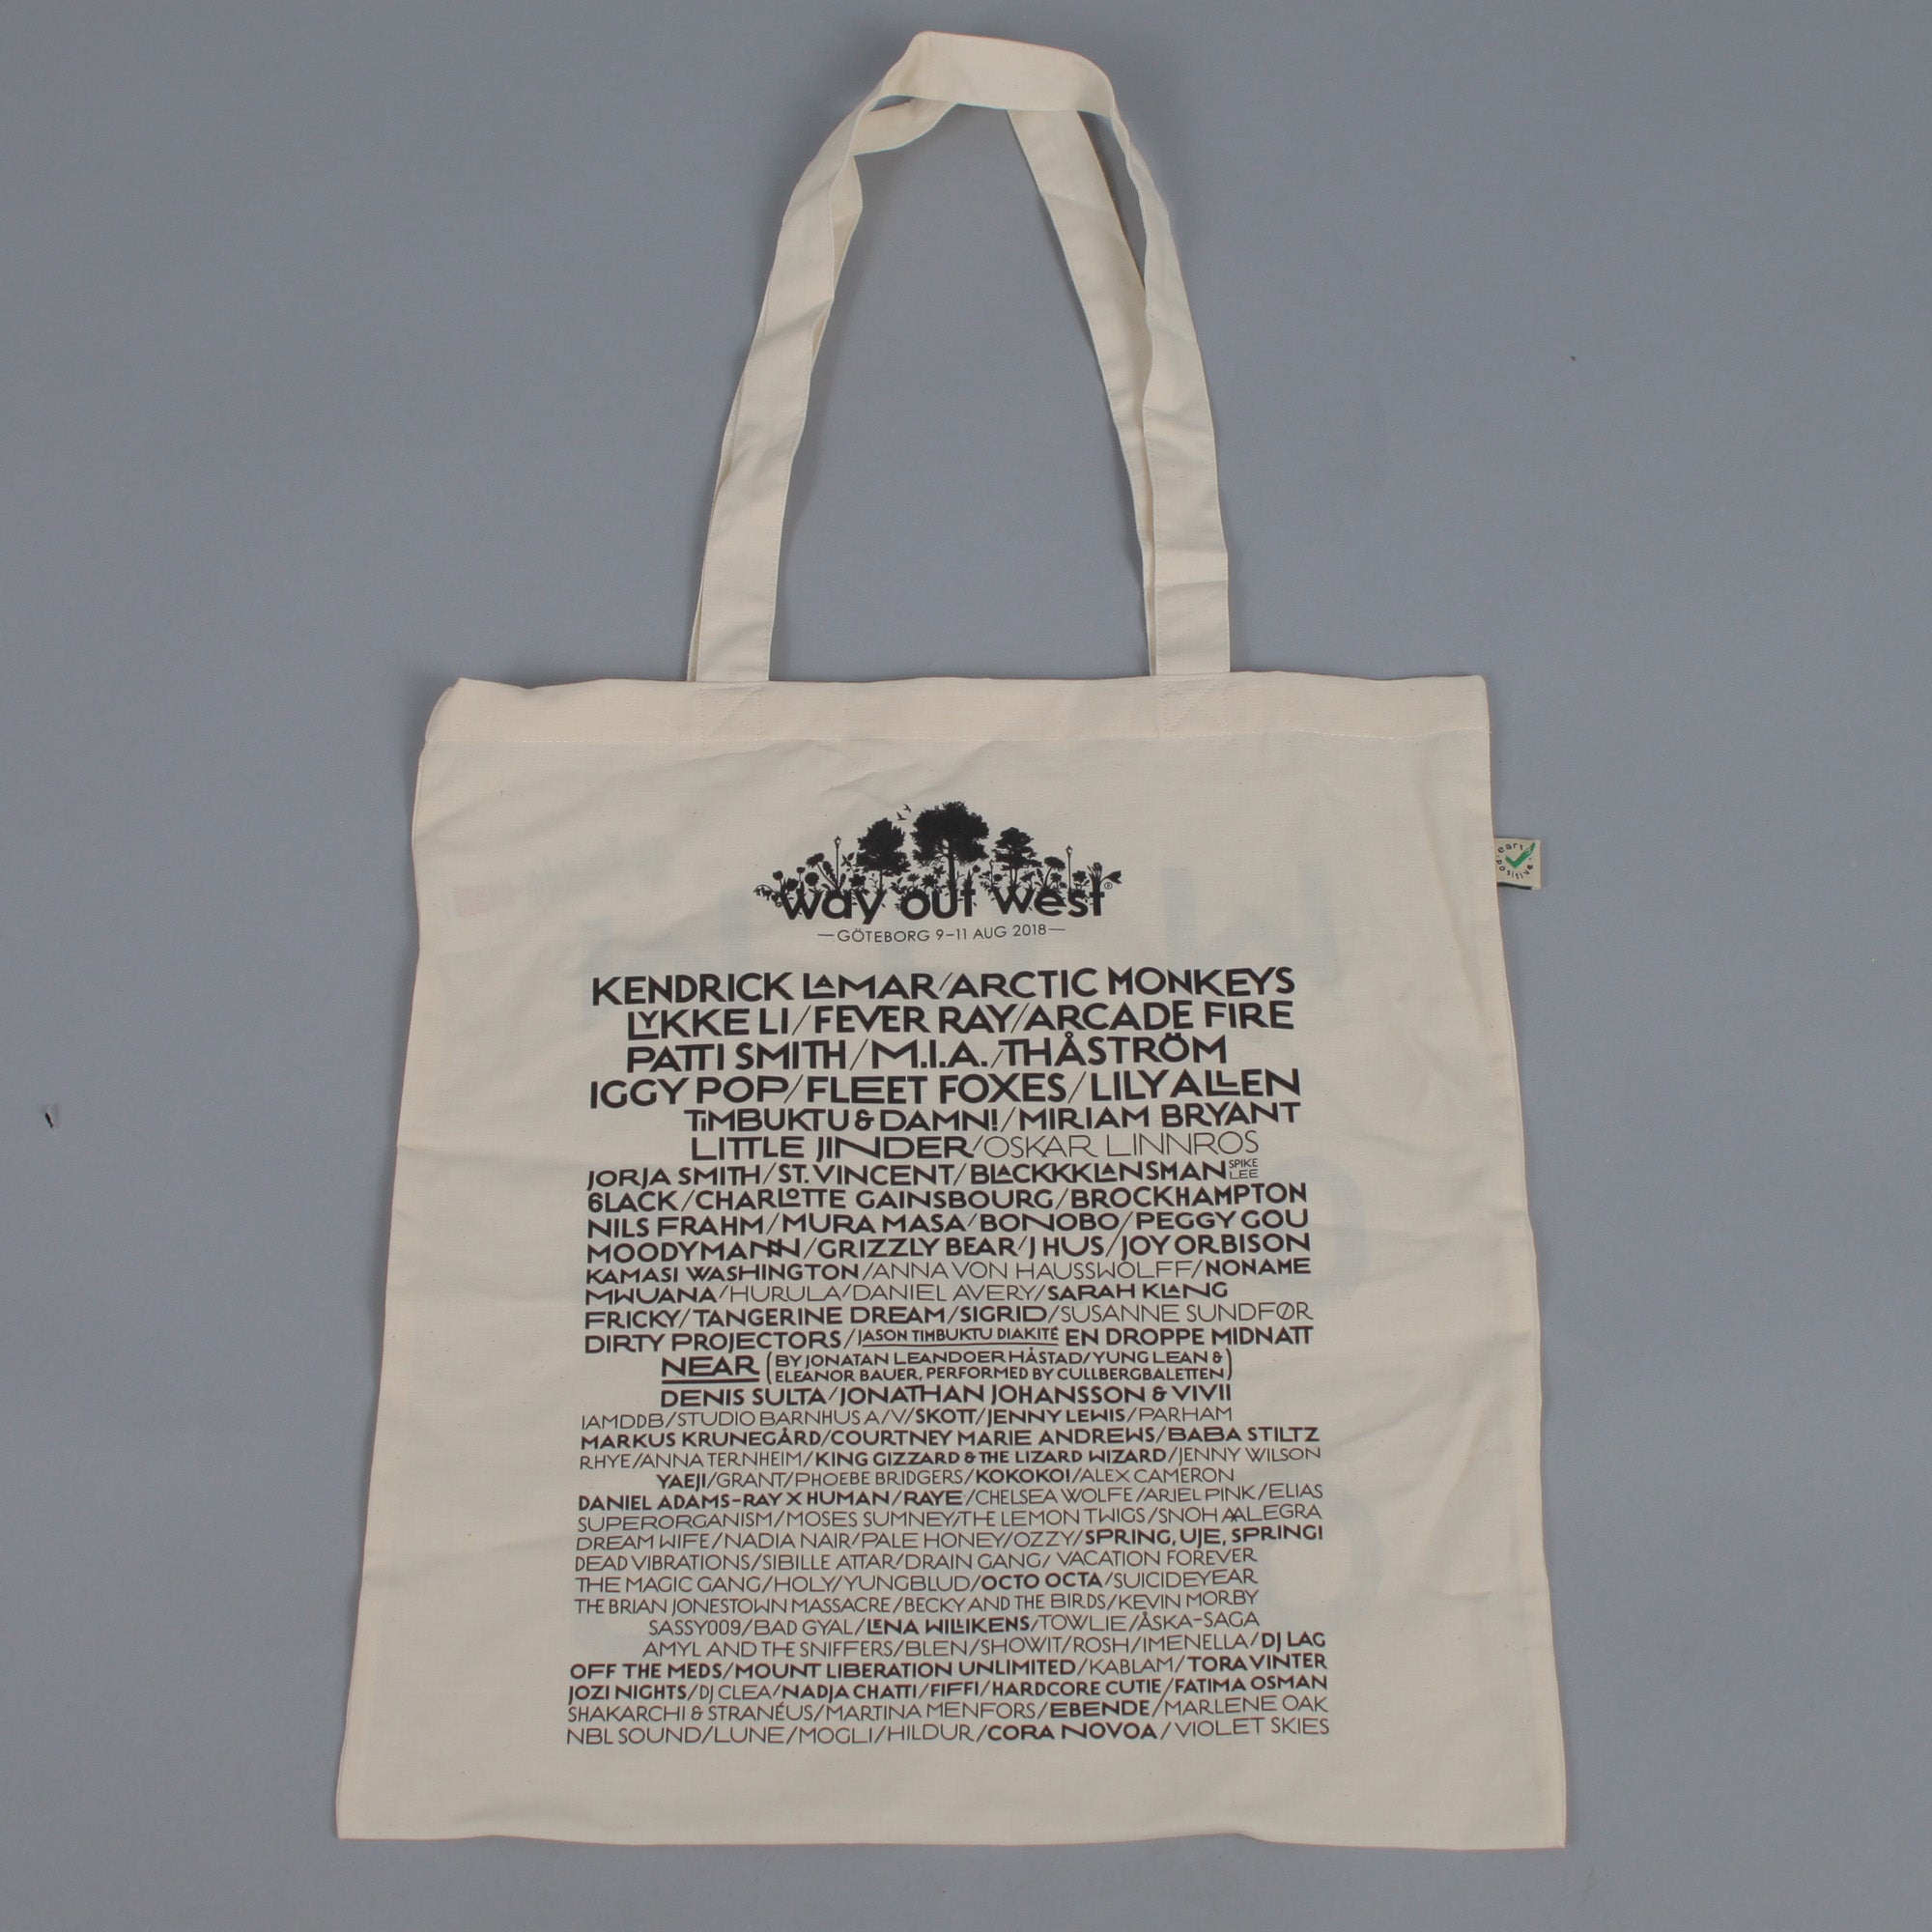 way out west®
—GÖTEBORG 9–11 AUG 2018—
earth
positive
KENDRICK LAMAR/ARCTIC MONKEYS
LYKKE LI/FEVER RAY/ARCADE FIRE
PATTI SMITH/M.I.A./THÅSTRÖM
IGGY POP/FLEET FOXES/LILY ALLEN
TIMBUKTU & DAMN!/MIRIAM BRYANT
LITTLE JINDER/OSKAR LINNROS
JORJA SMITH/ST. VINCENT/BLACKKKLANSMAN SPIKE LEE
6LACK/CHARLOTTE GAINSBOURG/BROCKHAMPTON
NILS FRAHM/MURA MASA/BONOBO/PEGGY GOU
MOODYMANN/GRIZZLY BEAR/J HUS/JOY ORBISON
KAMASI WASHINGTON/ANNA VON HAUSSWOLFF/NONAME
MWUANA/HURULA/DANIEL AVERY/SARAH KLANG
FRICKY/TANGERINE DREAM/SIGRID/SUSANNE SUNDFØR
DIRTY PROJECTORS/JASON TIMBUKTU DIAKITÉ EN DROPPE MIDNATT
NEAR (BY JONATAN LEANDOER HÅSTAD/YUNG LEAN &
ELEANOR BAUER, PERFORMED BY CULLBERGBALETTEN)
DENIS SULTA/JONATHAN JOHANSSON & VIVII
IAMDDB/STUDIO BARNHUS A/V/SKOTT/JENNY LEWIS/PARHAM
MARKUS KRUNEGÅRD/COURTNEY MARIE ANDREWS/BABA STILTZ
RHYE/ANNA TERNHEIM/KING GIZZARD & THE LIZARD WIZARD/JENNY WILSON
YAEJI/GRANT/PHOEBE BRIDGERS/KOKOKO!/ALEX CAMERON
DANIEL ADAMS-RAY X HUMAN/RAYE/CHELSEA WOLFE/ARIEL PINK/ELIAS
SUPERORGANISM/MOSES SUMNEY/THE LEMON TWIGS/SNOH AALEGRA
DREAM WIFE/NADIA NAIR/PALE HONEY/OZZY/SPRING, UJE, SPRING!
DEAD VIBRATIONS/SIBILLE ATTAR/DRAIN GANG/ VACATION FOREVER
THE MAGIC GANG/HOLY/YUNGBLUD/OCTO OCTA/SUICIDEYEAR
THE BRIAN JONESTOWN MASSACRE/BECKY AND THE BIRDS/KEVIN MORBY
SASSY009/BAD GYAL/LENA WILLIKENS/TOWLIE/ÅSKA-SAGA
AMYL AND THE SNIFFERS/BLEN/SHOWIT/ROSH/IMENELLA/DJ LAG
OFF THE MEDS/MOUNT LIBERATION UNLIMITED/KABLAM/TORA VINTER
JOZI NIGHTS/DJ CLEA/NADJA CHATTI/FIFFI/HARDCORE CUTIE/FATIMA OSMAN
SHAKARCHI & STRANÉUS/MARTINA MENFORS/EBENDE/MARLENE OAK
NBL SOUND/LUNE/MOGLI/HILDUR/CORA NOVOA/VIOLET SKIES